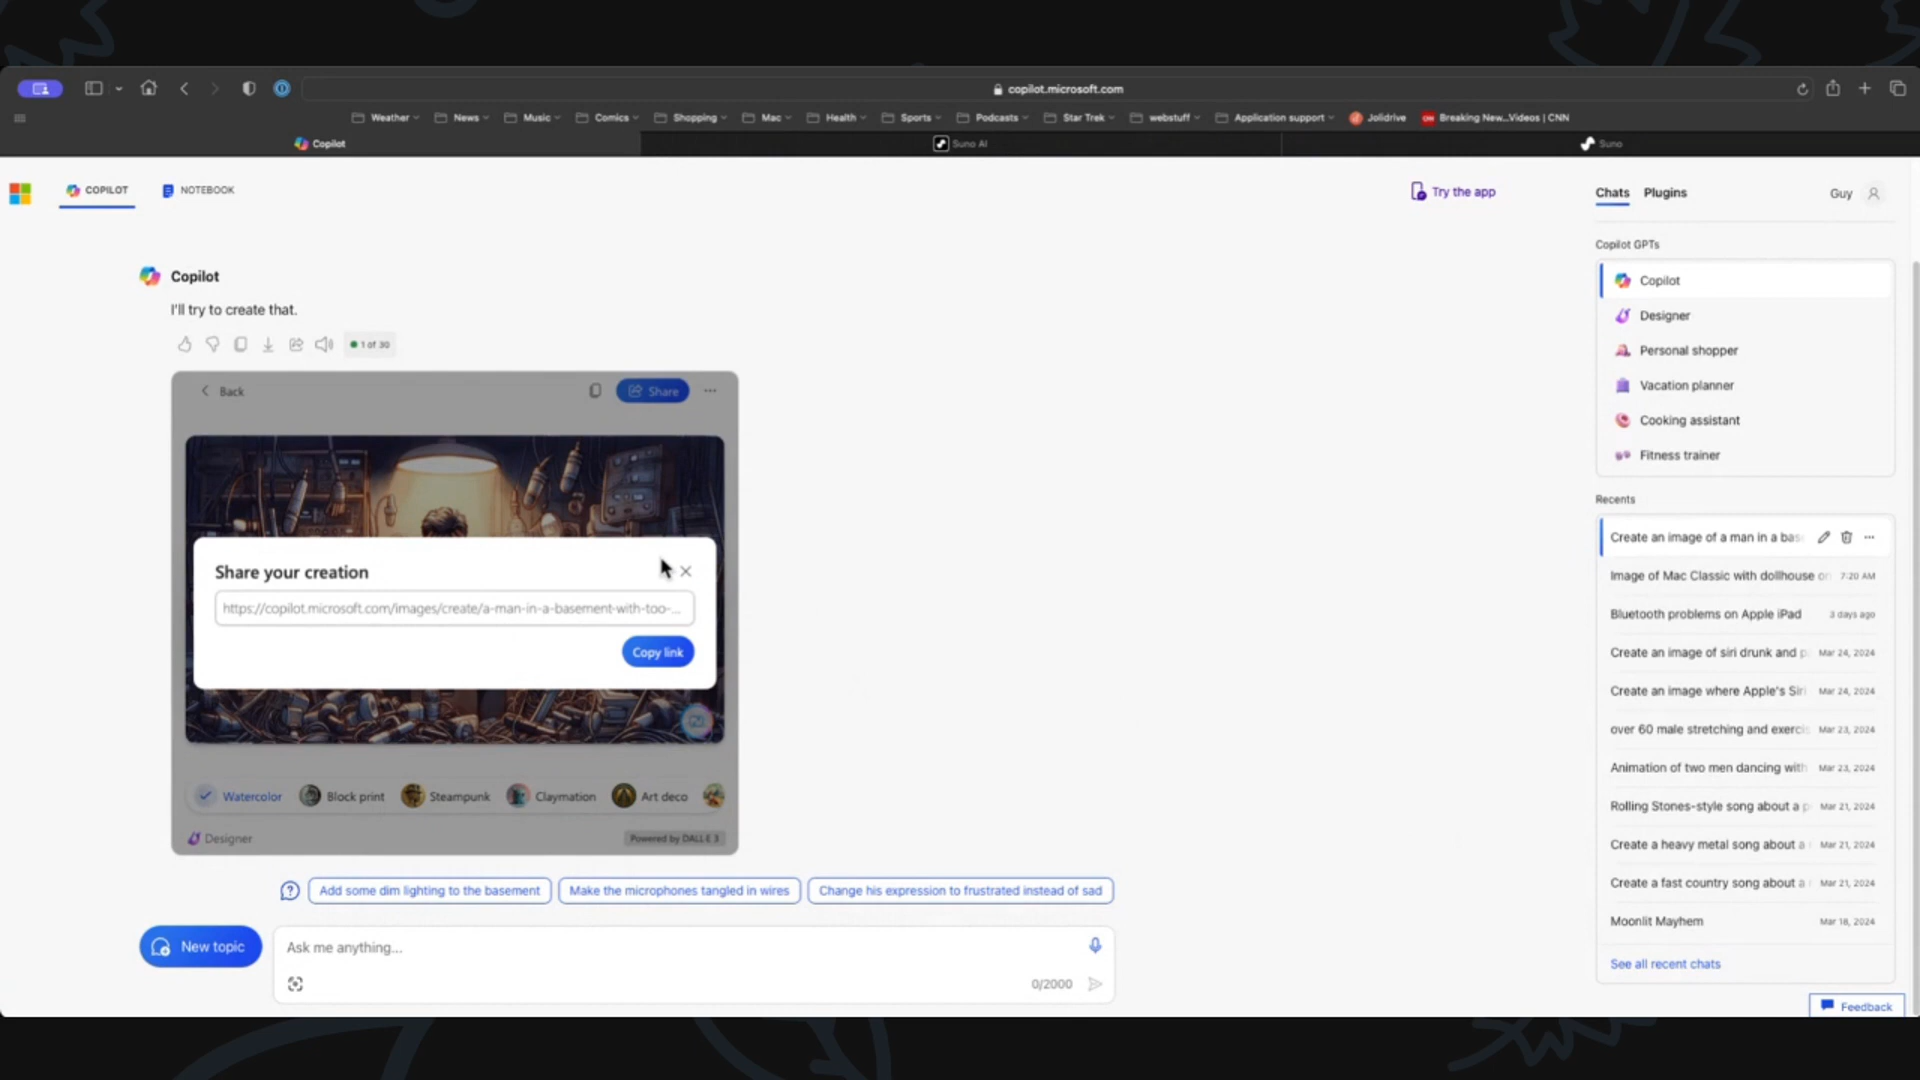 copilot.microsoft.com
Weather
News
Music
Comics
Shopping
Mac
Health
Sports
Podcasts
Star Trek
webstuff
Application support
Jolidrive
Breaking New...Videos | CNN
Copilot
Suno AI
Suno
COPILOT
NOTEBOOK
Try the app
Chats
Plugins
Guy
Copilot
I'll try to create that.
1 of 30
Back
Share
Share your creation
https://copilot.microsoft.com/images/create/a-man-in-a-basement-with-too-...
Copy link
Watercolor
Block print
Steampunk
Claymation
Art deco
Designer
Powered by DALL·E 3
Add some dim lighting to the basement
Make the microphones tangled in wires
Change his expression to frustrated instead of sad
New topic
Ask me anything...
0/2000
Copilot GPTs
Copilot
Designer
Personal shopper
Vacation planner
Cooking assistant
Fitness trainer
Recents
Create an image of a man in a bas
Image of Mac Classic with dollhouse or 7:20 AM
Bluetooth problems on Apple iPad 3 days ago
Create an image of siri drunk and p Mar 24, 2024
Create an image where Apple's Siri Mar 24, 2024
over 60 male stretching and exercis Mar 23, 2024
Animation of two men dancing with Mar 23, 2024
Rolling Stones-style song about a p Mar 21, 2024
Create a heavy metal song about a Mar 21, 2024
Create a fast country song about a Mar 21, 2024
Moonlit Mayhem Mar 18, 2024
See all recent chats
Feedback